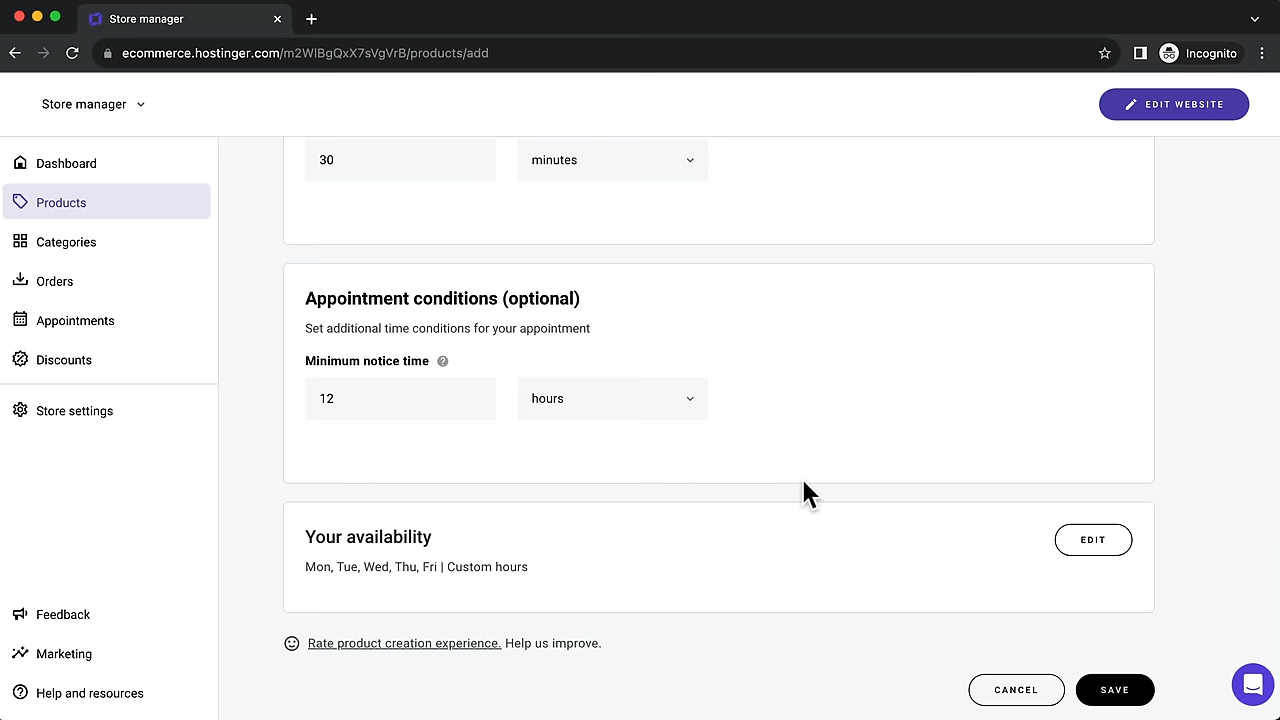 Store manager
ecommerce.hostinger.com/m2WlBgQxX7sVgVrB/products/add
Incognito
Store manager
EDIT WEBSITE
Dashboard
Products
Categories
Orders
Appointments
Discounts
Store settings
Feedback
Marketing
Help and resources
30
minutes
Appointment conditions (optional)
Set additional time conditions for your appointment
Minimum notice time
12
hours
Your availability
EDIT
Mon, Tue, Wed, Thu, Fri | Custom hours
Rate product creation experience. Help us improve.
CANCEL
SAVE